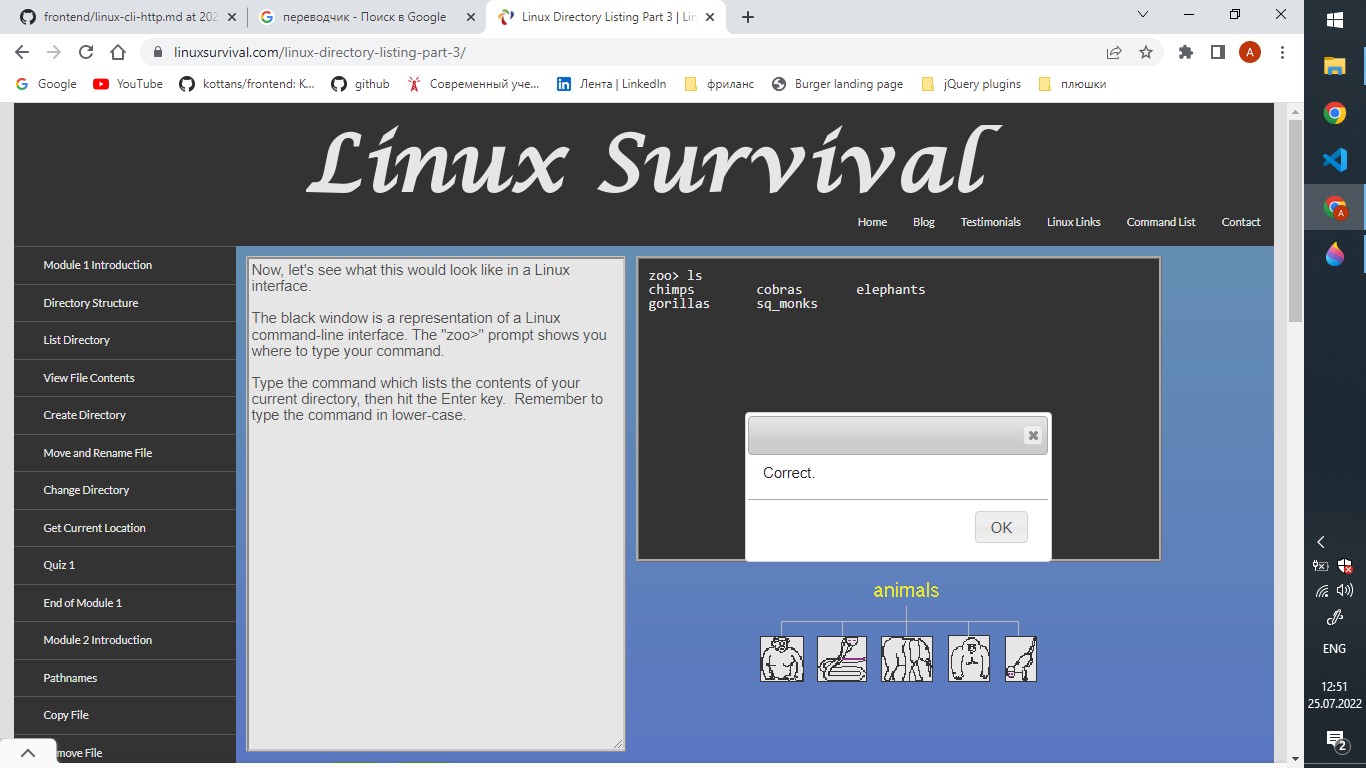 frontend/linux-cli-http.md at 202
переводчик - Поиск в Google
Linux Directory Listing Part 3 | Lin
linuxsurvival.com/linux-directory-listing-part-3/
A
Google
YouTube
kottans/frontend: K...
github
Современный уче...
Лента | LinkedIn
фриланс
Burger landing page
jQuery plugins
плюшки
Linux Survival
Home
Blog
Testimonials
Linux Links
Command List
Contact
Module 1 Introduction
Directory Structure
List Directory
View File Contents
Create Directory
Move and Rename File
Change Directory
Get Current Location
Quiz 1
End of Module 1
Module 2 Introduction
Pathnames
Copy File
Now, let's see what this would look like in a Linux
interface.
The black window is a representation of a Linux
command-line interface. The "zoo>" prompt shows you
where to type your command.
Type the command which lists the contents of your
current directory, then hit the Enter key.  Remember to
type the command in lower-case.
zoo> ls
chimps cobras elephants
gorillas sq_monks
Correct.
OK
animals
A
ENG
12:51
25.07.2022
2